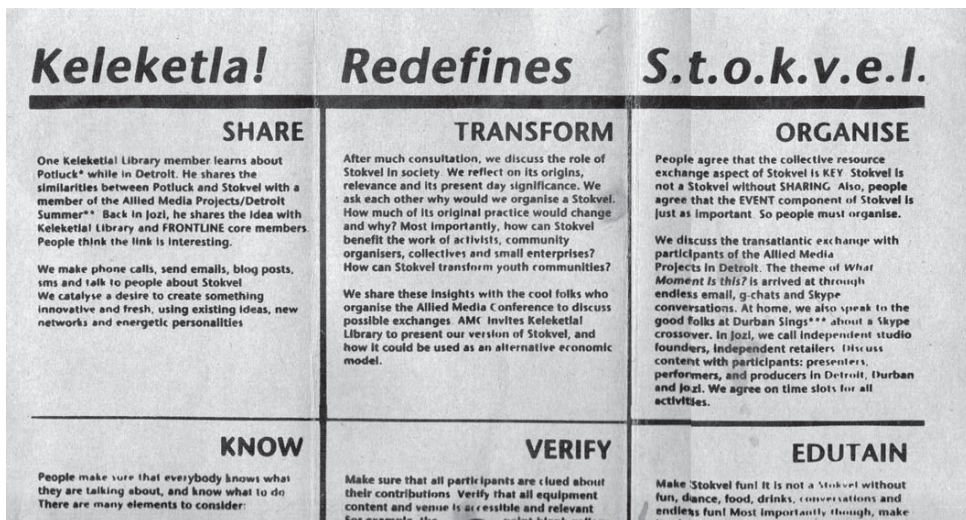 Keleketla! Redefines S.t.o.k.v.e.l.
SHARE
One Keleketlal Library member learns about
Potluck* while in Detroit. He shares the
similarities between Potluck and Stokvel with a
member of the Allied Media Projects/Detroit
Summer** Back in Jozi, he shares the idea with
Keleketlal Library and FRONTLINE core members
People think the link is interesting.
We make phone calls, send emails, blog posts,
sms and talk to people about Stokvel
We catalyse a desire to create something
innovative and fresh, using existing ideas, new
networks and energetic personalities
TRANSFORM
After much consultation, we discuss the role of
Stokvel in society. We reflect on its origins,
relevance and its present day significance. We
ask each other why would we organise a Stokvel.
How much of its original practice would change
and why? Most importantly, how can Stokvel
benefit the work of activists, community
organisers, collectives and small enterprises?
How can Stokvel transform youth communities?
We share these insights with the cool folks who
organise the Allied Media Conference to discuss
possible exchanges. AMC Invites Keleketlal
Library to present our version of Stokvel, and
how it could be used as an alternative economic
model.
ORGANISE
People agree that the collective resource
exchange aspect of Stokvel is KEY Stokvel is
not a Stokvel without SHARING Also, people
agree that the EVENT component of Stokvel is
just as important. So people must organise.
We discuss the transatlantic exchange with
participants of the Allied Media
Projects in Detroit. The theme of What
Moment is this? is arrived at through
endless email, g-chats and Skype
conversations. At home, we also speak to the
good folks at Durban Sings*** about a Skype
crossover. In Jozi, we call independent studio
founders, independent retailers Discuss
content with participants: presenters,
performers, and producers in Detroit, Durban
and Jozi. We agree on time slots for all
activities.
KNOW
People make sure that everybody knows what
they are talking about, and know what to do
There are many elements to consider:
VERIFY
Make sure that all participants are clued about
their contributions Verify that all equipment
content and venue is accessible and relevant
For example, the
EDUTAIN
Make Stokvel fun! It is not a Stokvel without
fun, dance, food, drinks, conversations and
endless fun! Most importantly though, make